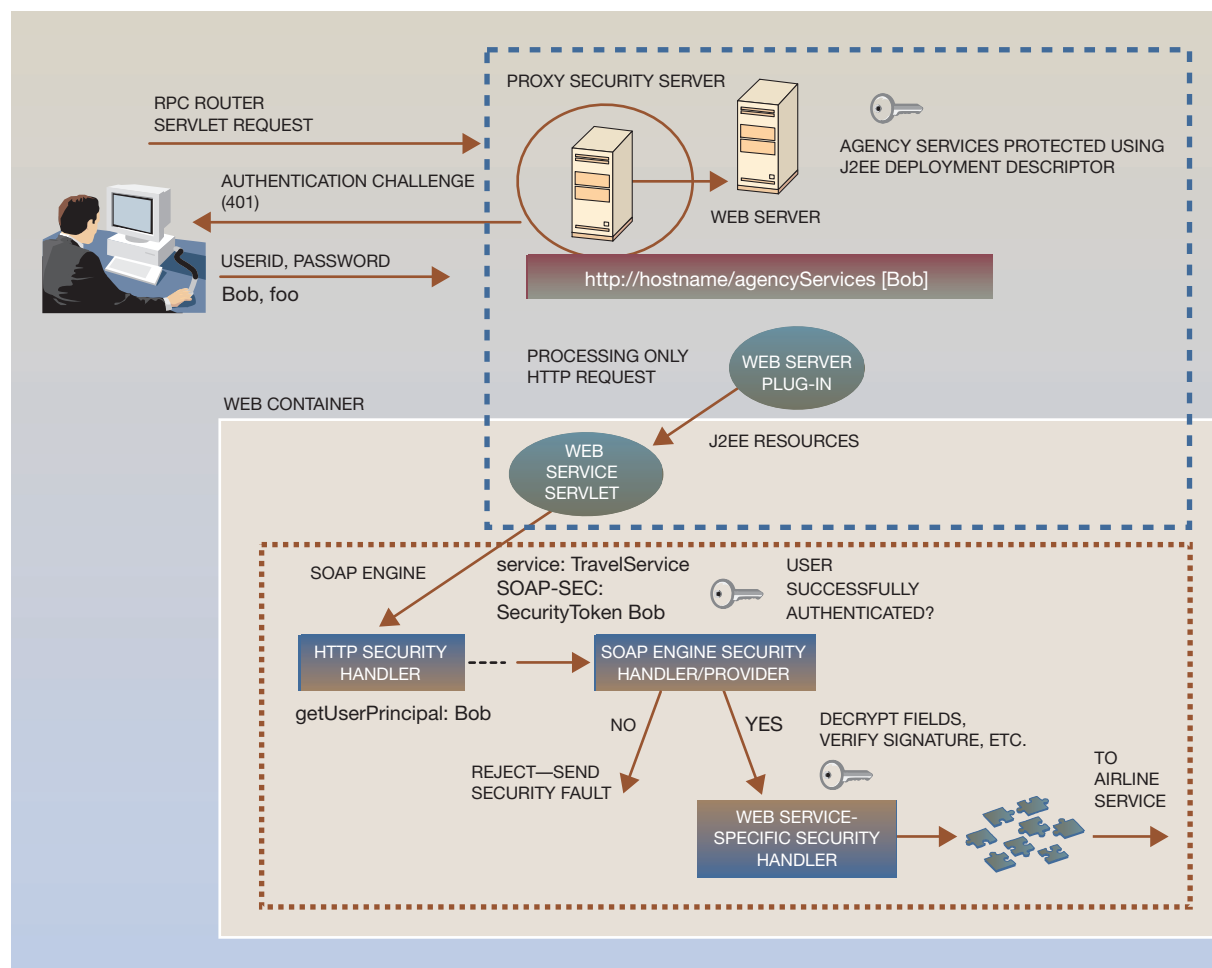 PROXY SECURITY SERVER
RPC ROUTER
SERVLET REQUEST
AGENCY SERVICES PROTECTED USING
J2EE DEPLOYMENT DESCRIPTOR
AUTHENTICATION CHALLENGE
(401)
WEB SERVER
USERID, PASSWORD
Bob, foo
http://hostname/agencyServices [Bob]
PROCESSING ONLY
HTTP REQUEST
WEB SERVER
PLUG-IN
WEB CONTAINER
J2EE RESOURCES
WEB
SERVICE
SERVLET
SOAP ENGINE
service: TravelService
SOAP-SEC:
SecurityToken Bob
USER
SUCCESSFULLY
AUTHENTICATED?
HTTP SECURITY
HANDLER
SOAP ENGINE SECURITY
HANDLER/PROVIDER
getUserPrincipal: Bob
NO
YES
DECRYPT FIELDS,
VERIFY SIGNATURE, ETC.
REJECT—SEND
SECURITY FAULT
TO
AIRLINE
SERVICE
WEB SERVICE-
SPECIFIC SECURITY
HANDLER